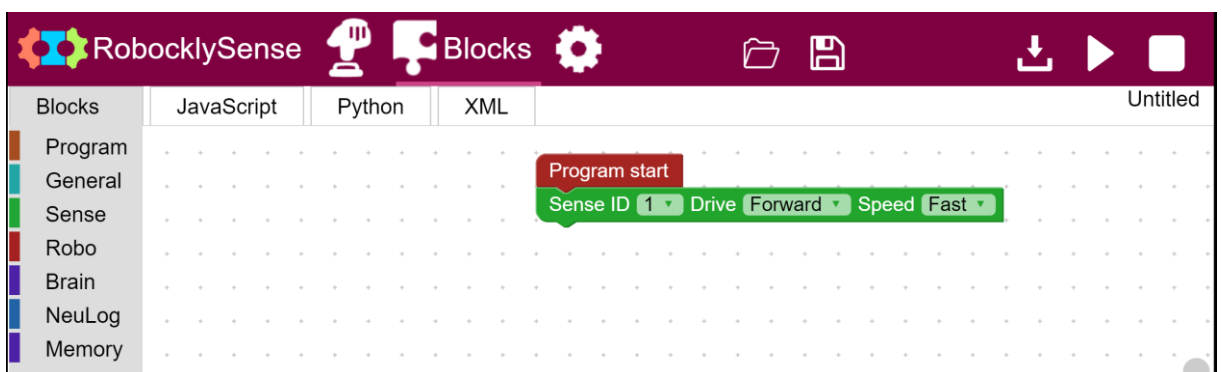 RobocklySense Blocks
Blocks JavaScript Python XML Untitled
Program
General
Sense
Robo
Brain
NeuLog
Memory
Program start
Sense ID 1 Drive Forward Speed Fast